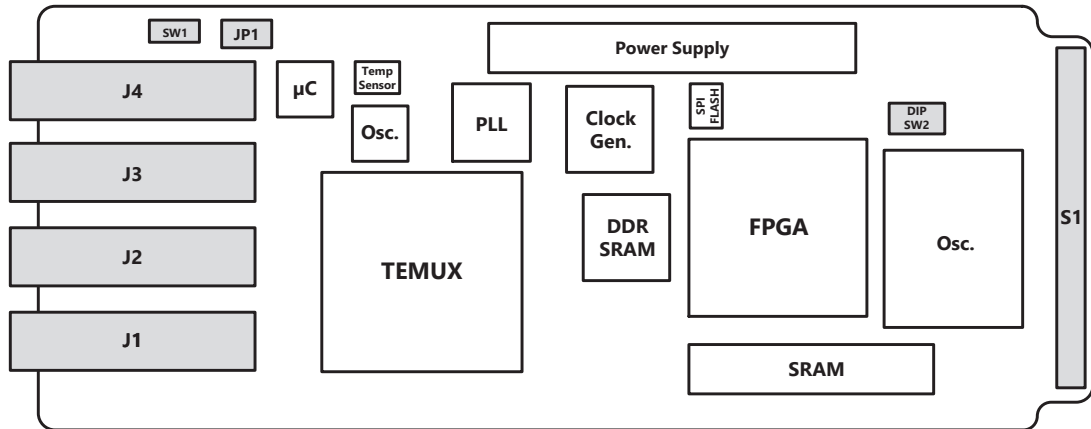 SW1
JP1
Power Supply
J4
µC
Temp
Sensor
Osc.
PLL
Clock
Gen.
SPI
FLASH
DIP
SW2
J3
J2
J1
TEMUX
DDR
SRAM
FPGA
Osc.
S1
SRAM